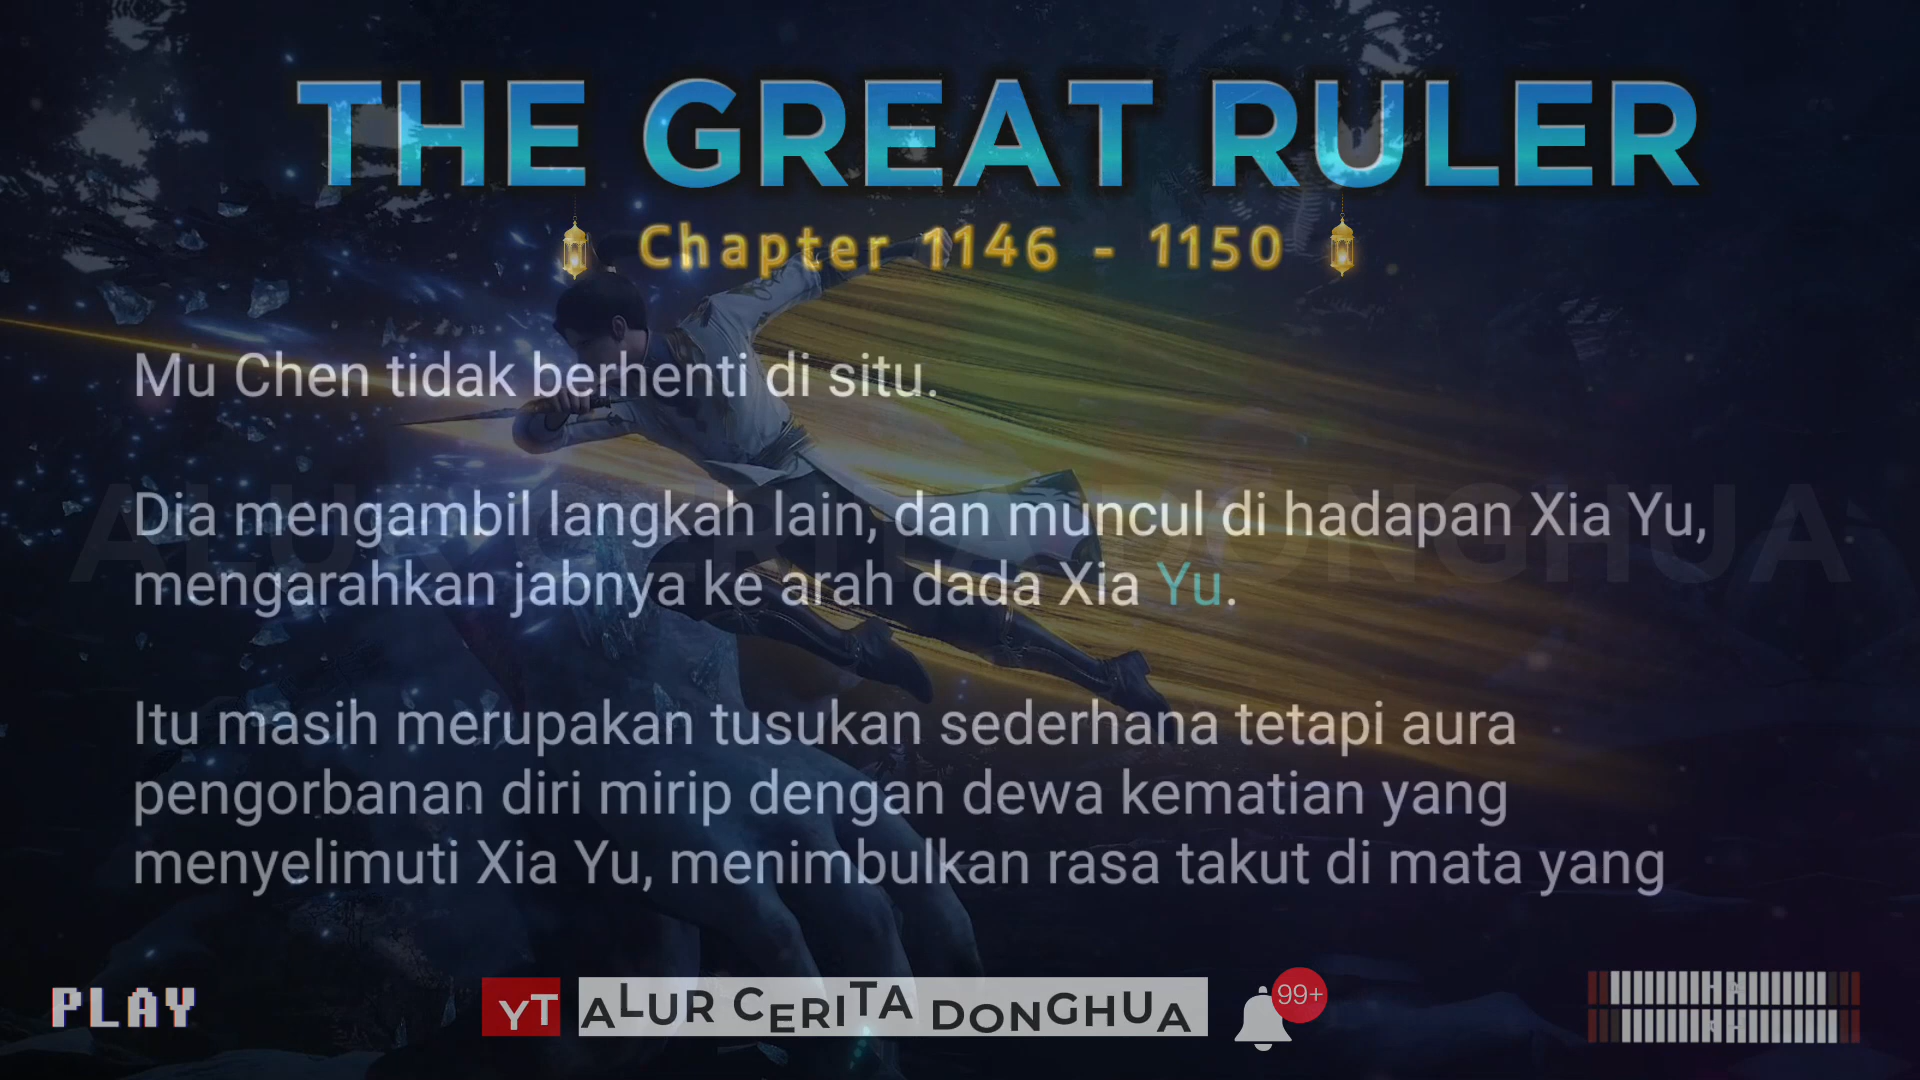 THE GREAT RULER
Chapter 1146 - 1150
Mu Chen tidak berhenti di situ.
Dia mengambil langkah lain, dan muncul di hadapan Xia Yu,
mengarahkan jabnya ke arah dada Xia Yu.
ALUR CERITA DONGHUA
Itu masih merupakan tusukan sederhana tetapi aura
pengorbanan diri mirip dengan dewa kematian yang
menyelimuti Xia Yu, menimbulkan rasa takut di mata yang
PLAY
YT ALUR CERITA DONGHUA
99+